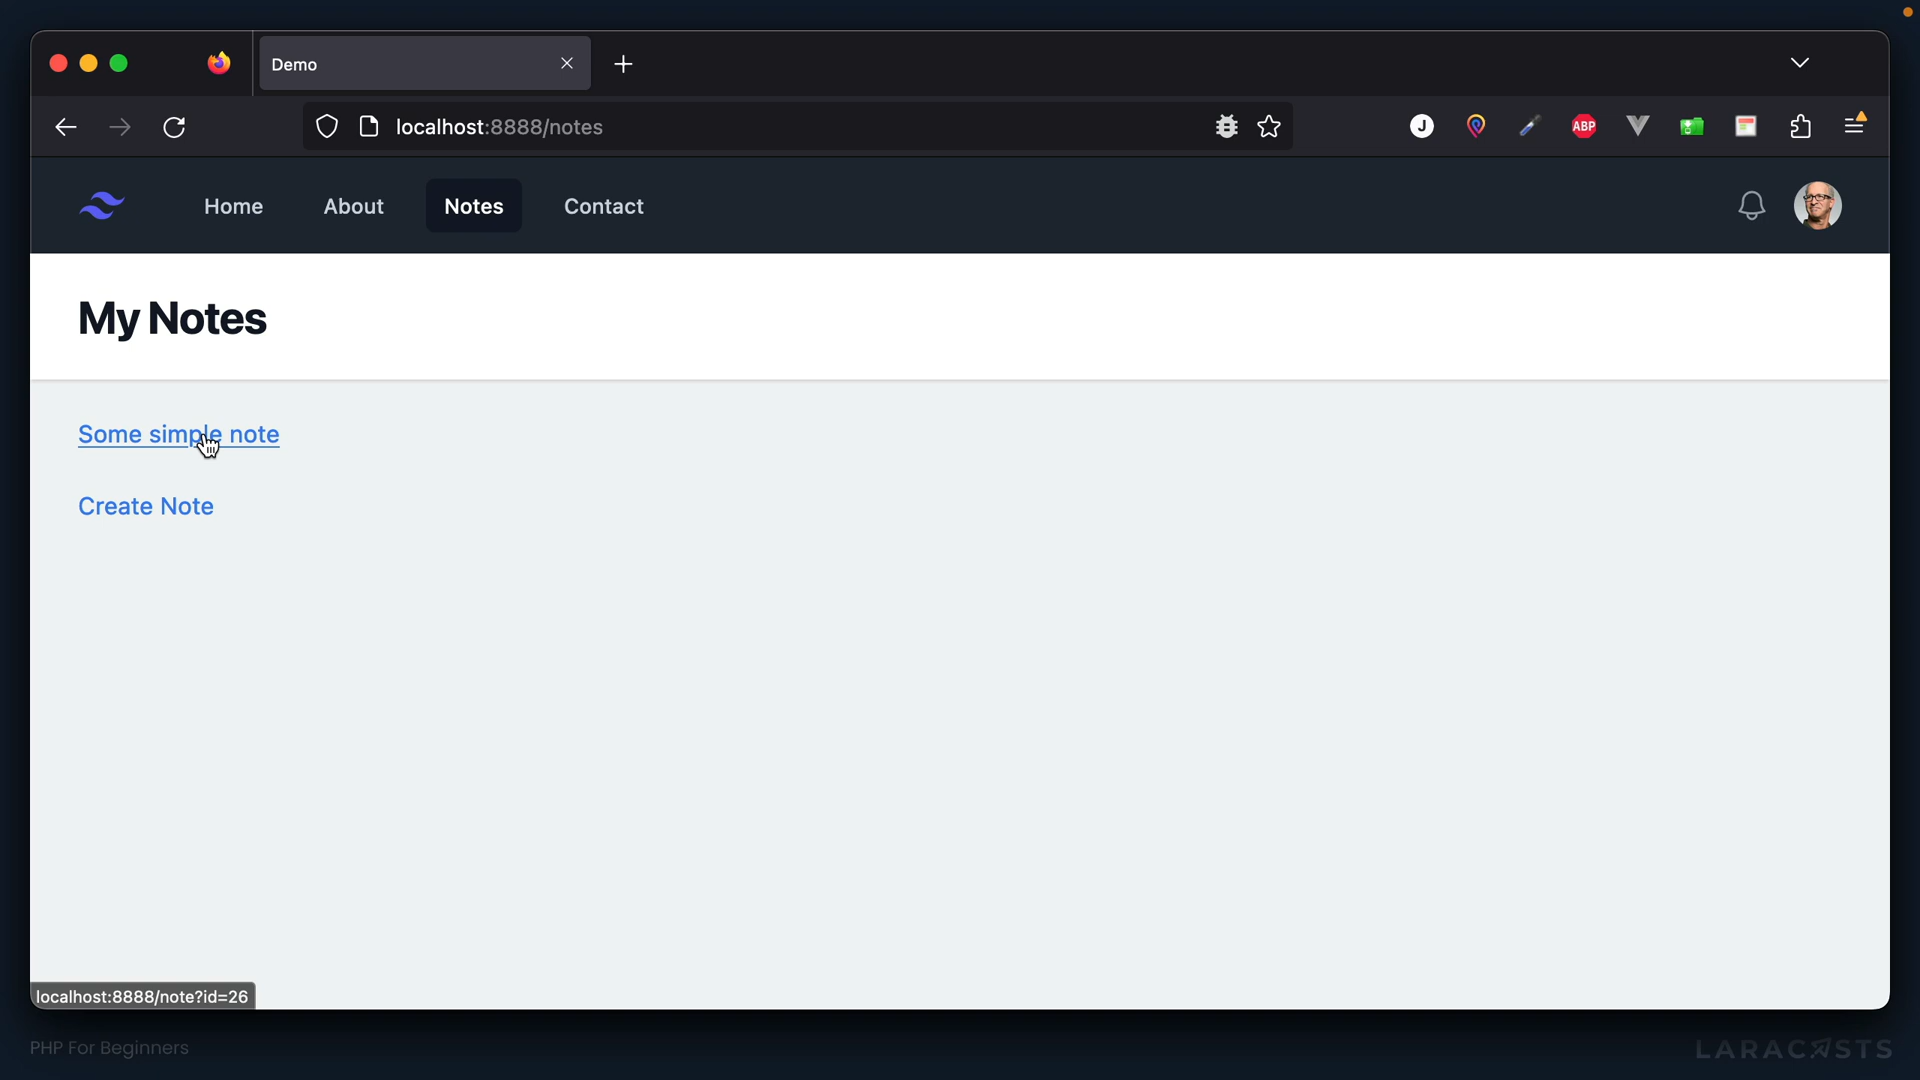 Demo
localhost:8888/notes
J
ABP
Home
About
Notes
Contact
My Notes
Some simple note
Create Note
localhost:8888/note?id=26
PHP For Beginners
LARACASTS